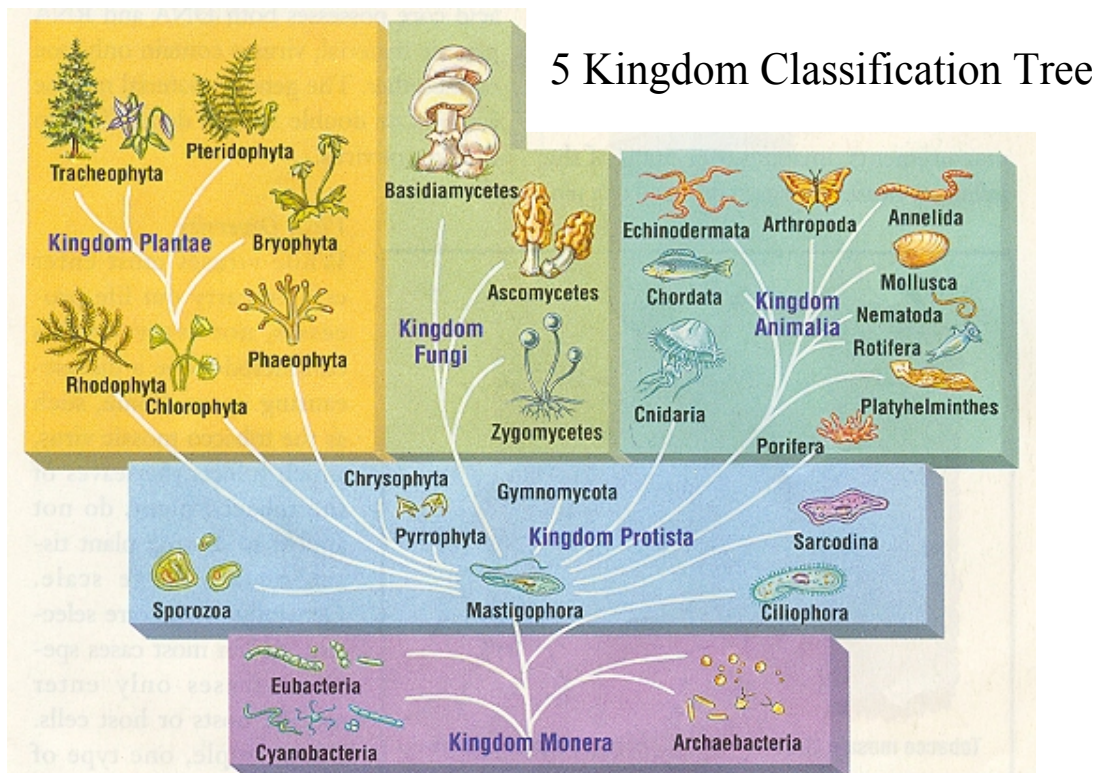 5 Kingdom Classification Tree
Tracheophyta
Pteridophyta
Kingdom Plantae
Bryophyta
Rhodophyta
Chlorophyta
Phaeophyta
Basidiamycetes
Ascomycetes
Kingdom
Fungi
Zygomycetes
Echinodermata
Arthropoda
Annelida
Chordata
Kingdom
Animalia
Mollusca
Nematoda
Rotifera
Cnidaria
Platyhelminthes
Porifera
Chrysophyta
Gymnomycota
Pyrrophyta
Kingdom Protista
Sarcodina
Sporozoa
Mastigophora
Ciliophora
Eubacteria
Cyanobacteria
Kingdom Monera
Archaebacteria